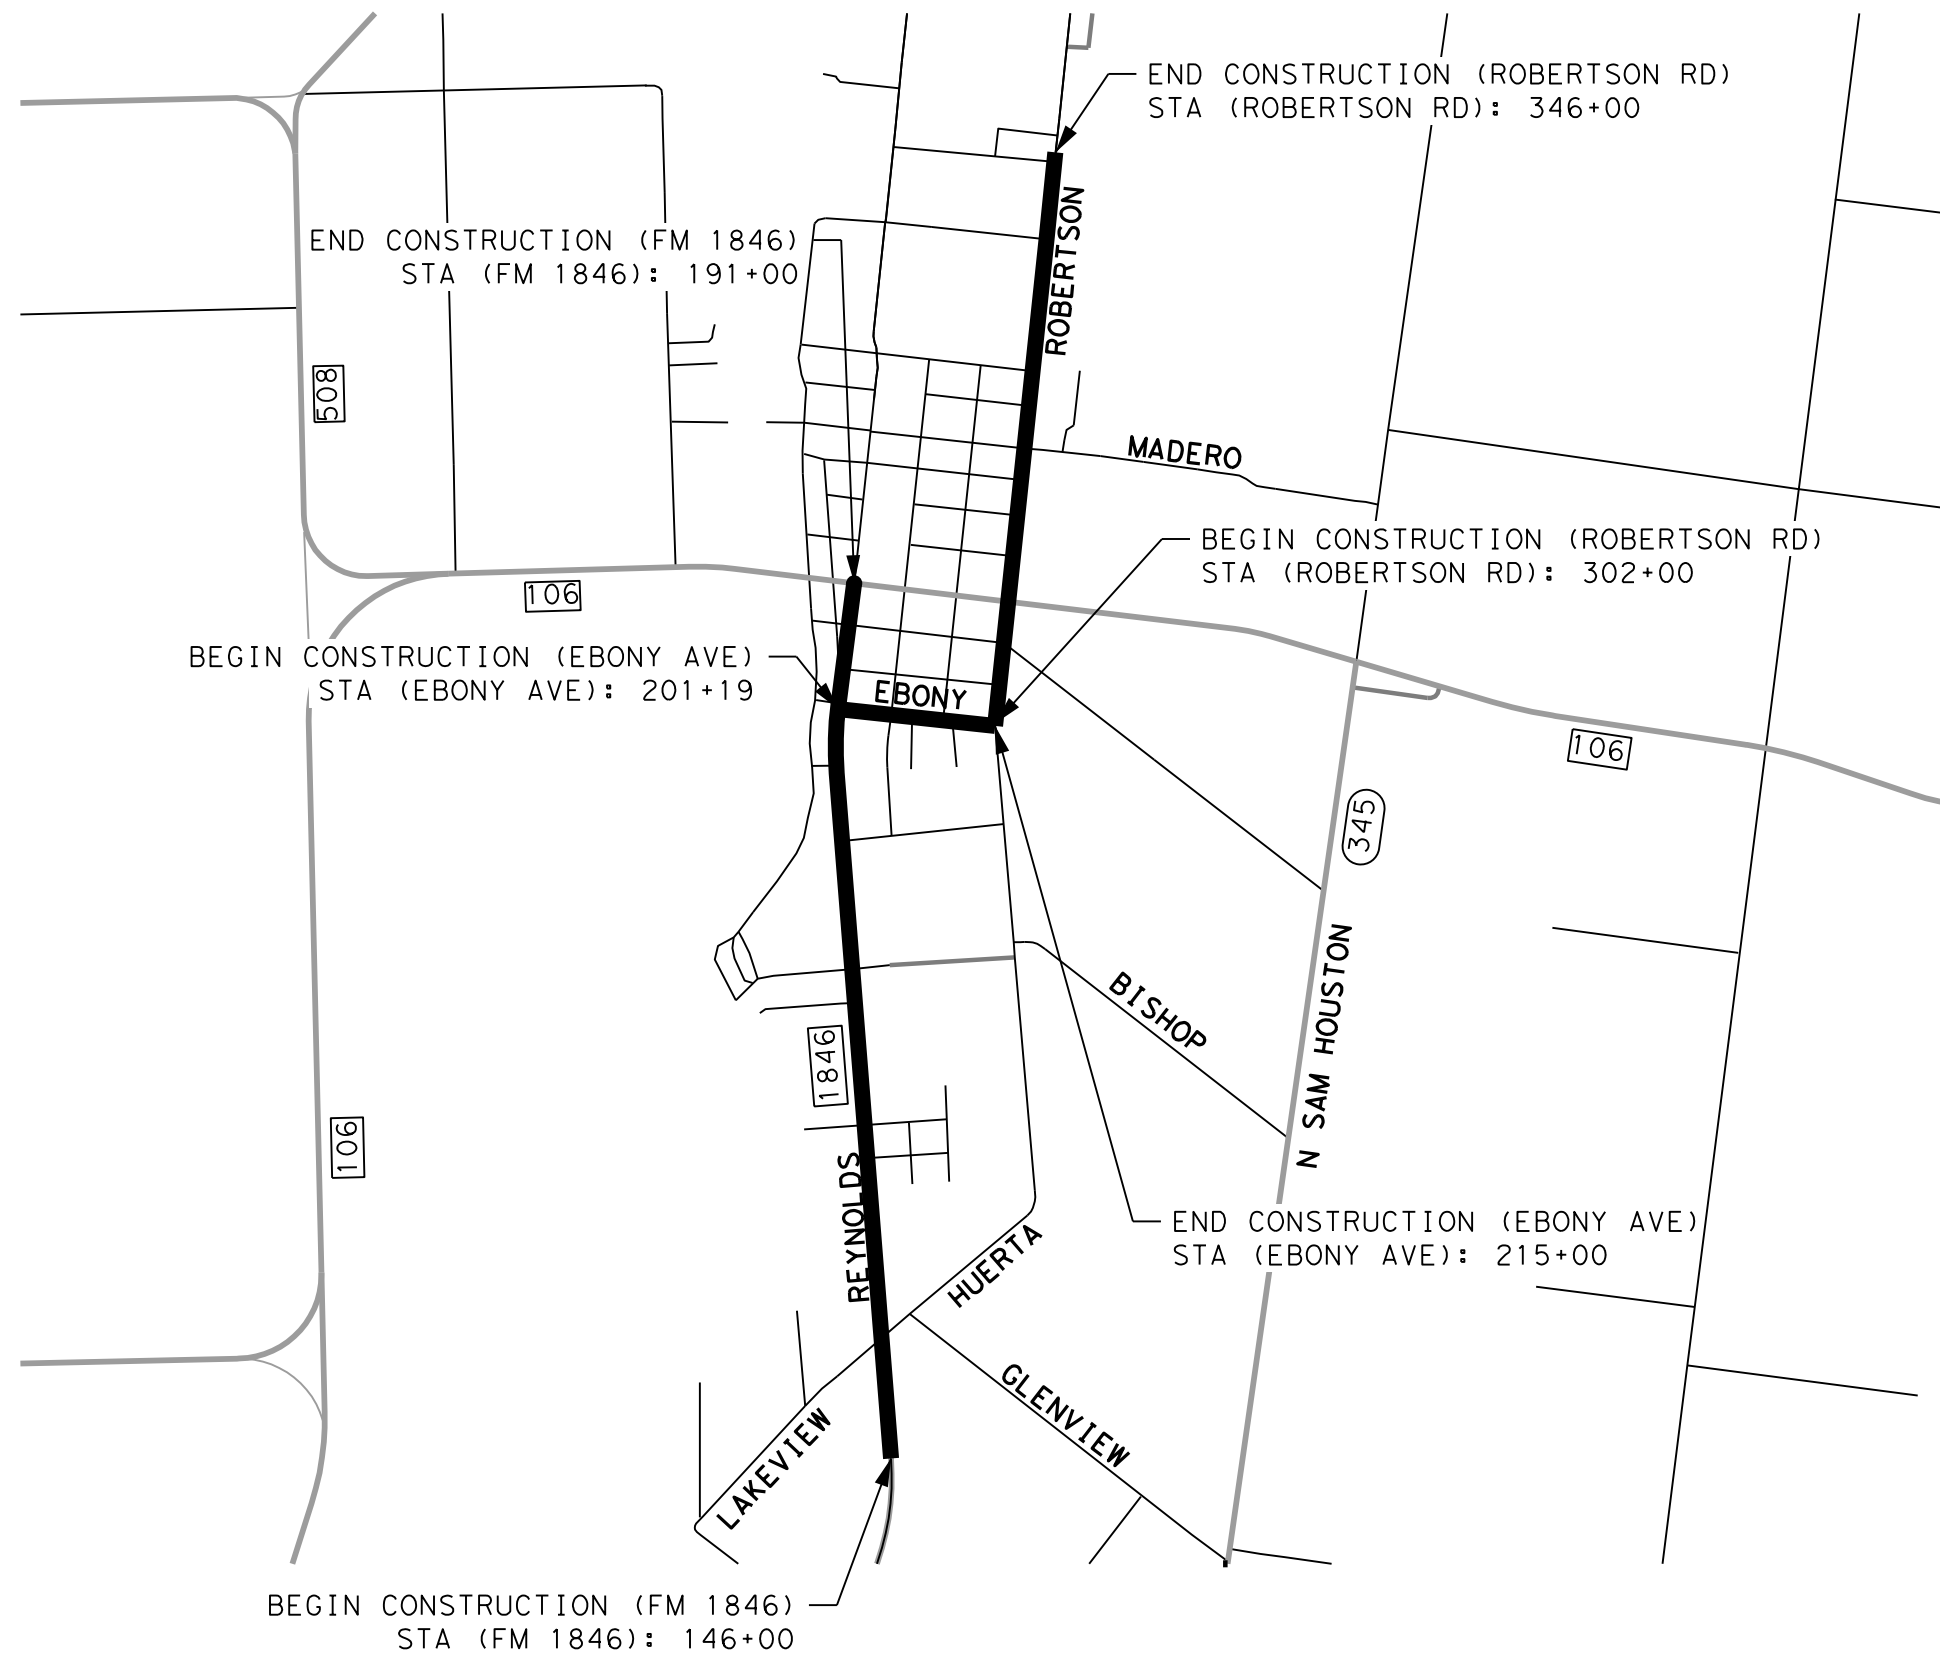 END CONSTRUCTION (ROBERTSON RD)
STA (ROBERTSON RD): 346+00
ROBERTSON
END CONSTRUCTION (FM 1846)
STA (FM 1846): 191+00
508
MADERO
BEGIN CONSTRUCTION (ROBERTSON RD)
STA (ROBERTSON RD): 302+00
106
BEGIN CONSTRUCTION (EBONY AVE)
STA (EBONY AVE): 201+19
EBONY
106
345
N SAM HOUSTON
BISHOP
1846
106
REYNOLDS
END CONSTRUCTION (EBONY AVE)
STA (EBONY AVE): 215+00
HUERTA
GLENVIEW
LAKEVIEW
BEGIN CONSTRUCTION (FM 1846)
STA (FM 1846): 146+00